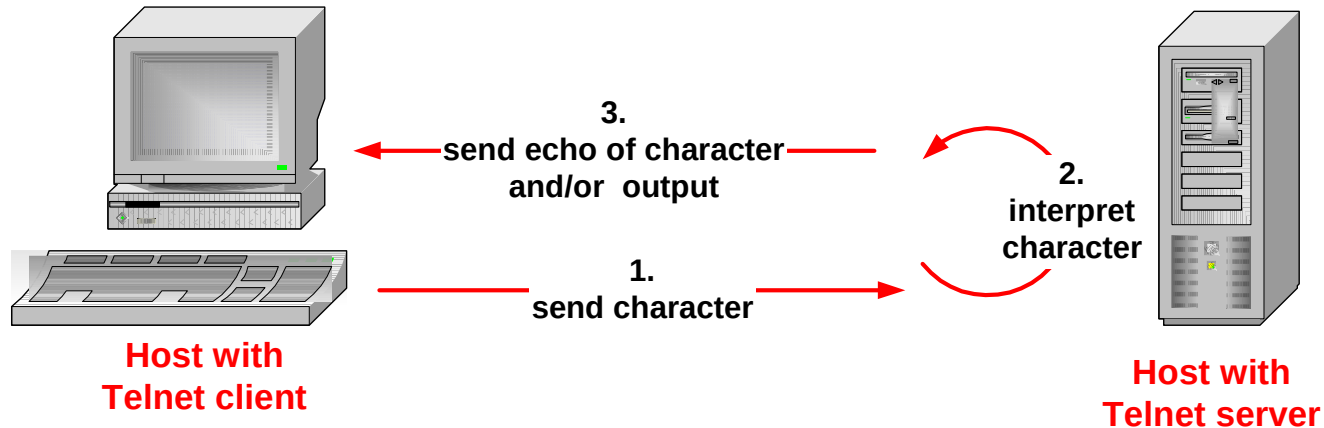 3.
send echo of character
and/or output
2.
interpret
character
1.
send character
Host with
Telnet client
Host with
Telnet server